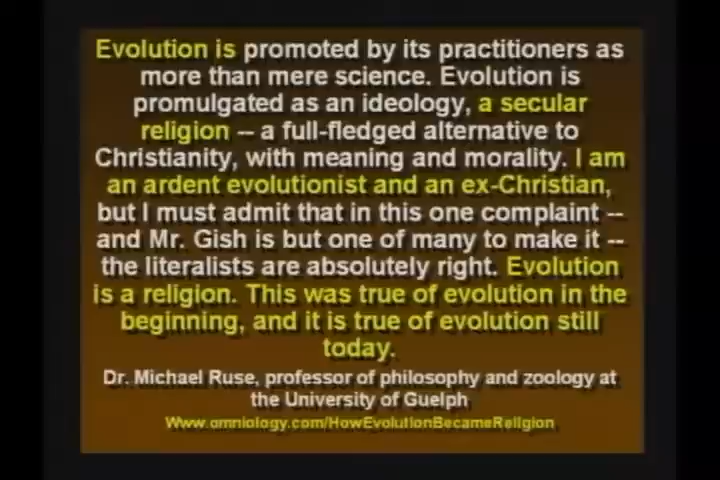 Evolution is promoted by its practitioners as
more than mere science. Evolution is
promulgated as an ideology, a secular
religion -- a full-fledged alternative to
Christianity, with meaning and morality. I am
an ardent evolutionist and an ex-Christian,
but I must admit that in this one complaint --
and Mr. Gish is but one of many to make it --
the literalists are absolutely right. Evolution
is a religion. This was true of evolution in the
beginning, and it is true of evolution still
today.
Dr. Michael Ruse, professor of philosophy and zoology at
the University of Guelph
Www.omniology.com/HowEvolutionBecameReligion